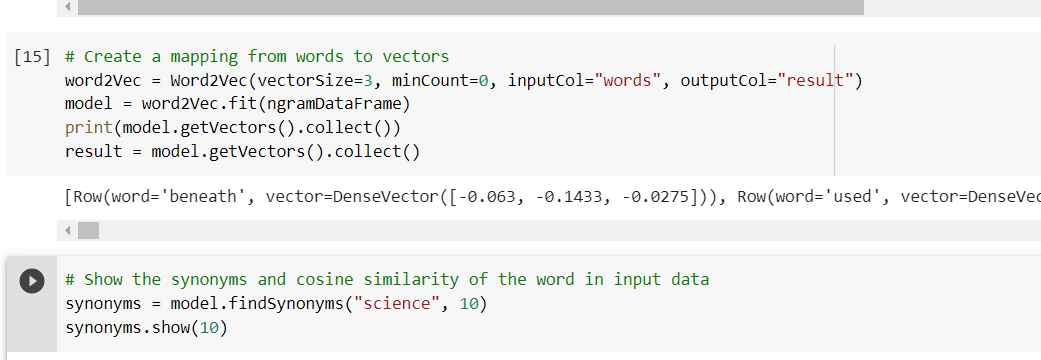 [15] # Create a mapping from words to vectors
word2Vec = Word2Vec(vectorSize=3, minCount=0, inputCol="words", outputCol="result")
model = word2Vec.fit(ngramDataFrame)
print(model.getVectors().collect())
result = model.getVectors().collect()
[Row(word='beneath', vector=DenseVector([-0.063, -0.1433, -0.0275])), Row(word='used', vector=DenseVec
# Show the synonyms and cosine similarity of the word in input data
synonyms = model.findSynonyms("science", 10)
synonyms.show(10)